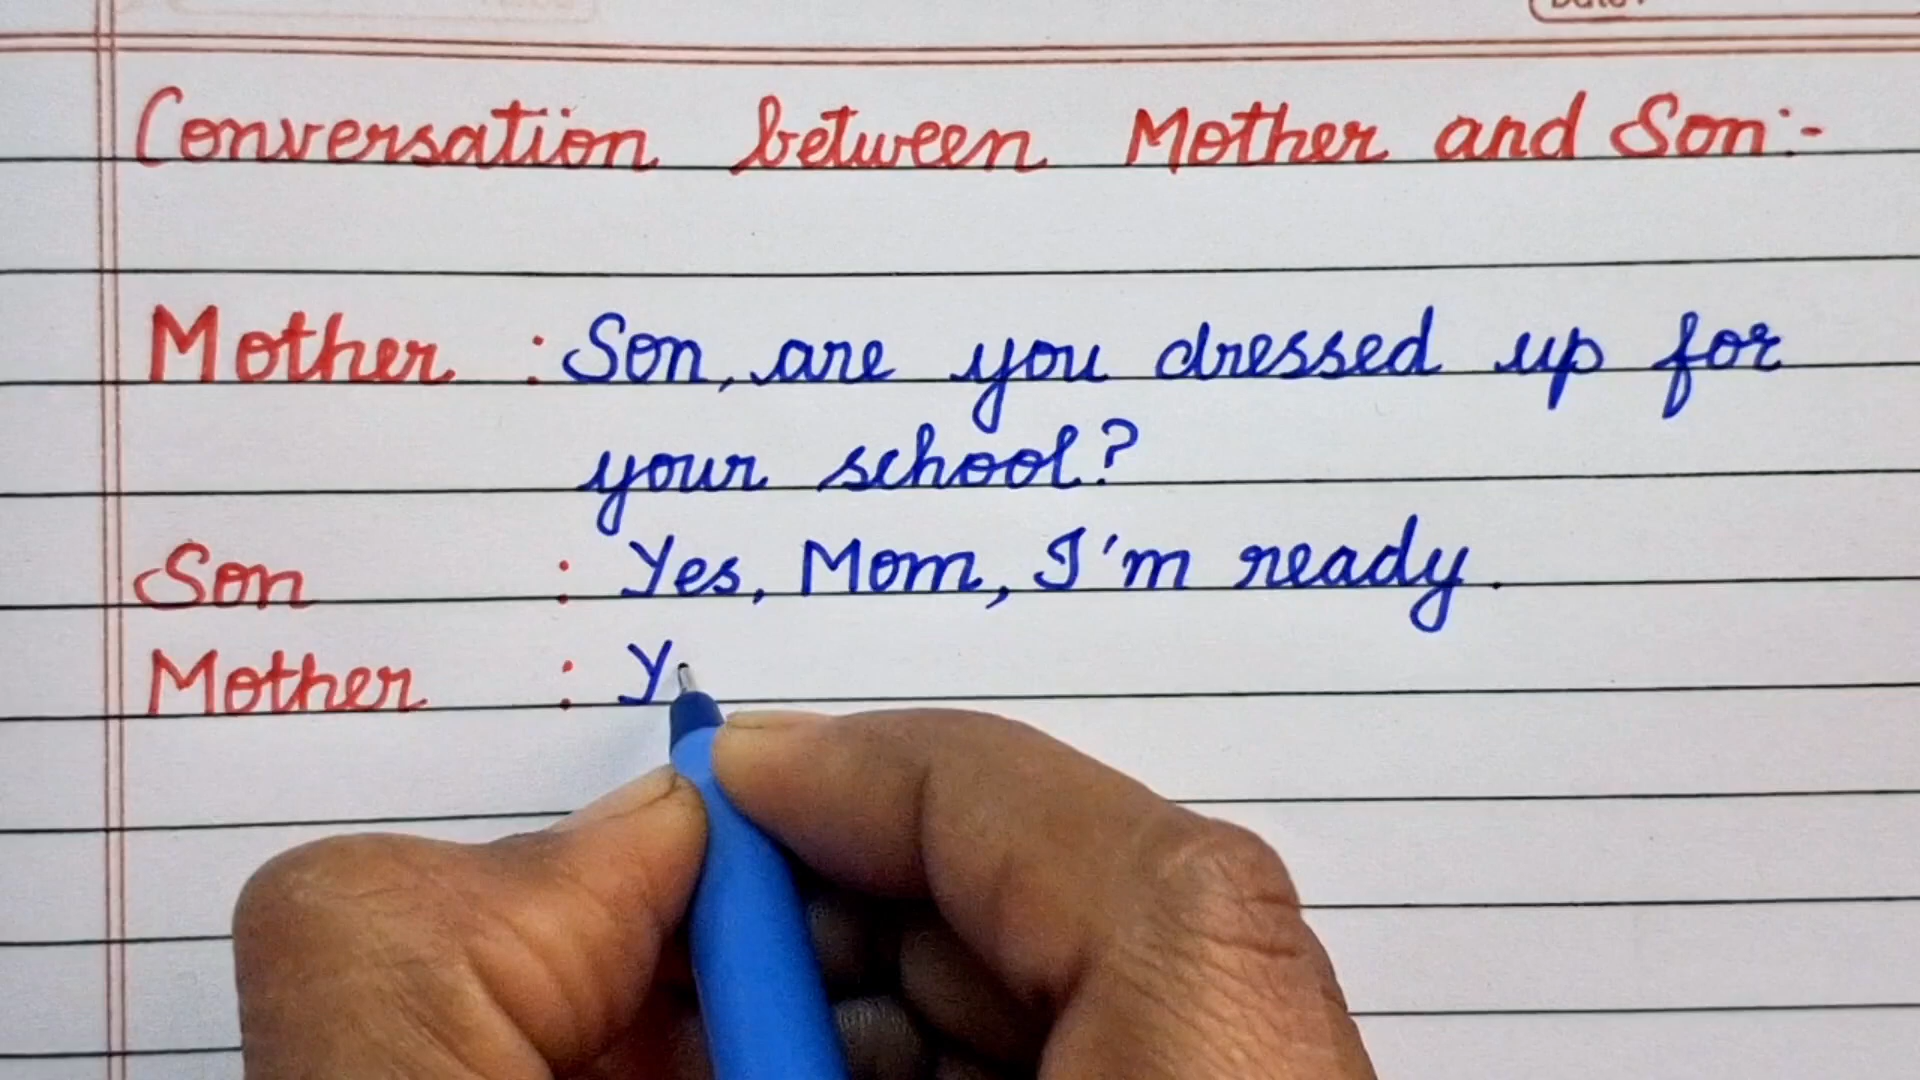 Conversation between Mother and Son:-
Mother : Son, are you dressed up for
your school?
Son : Yes, Mom, I'm ready.
Mother : Y